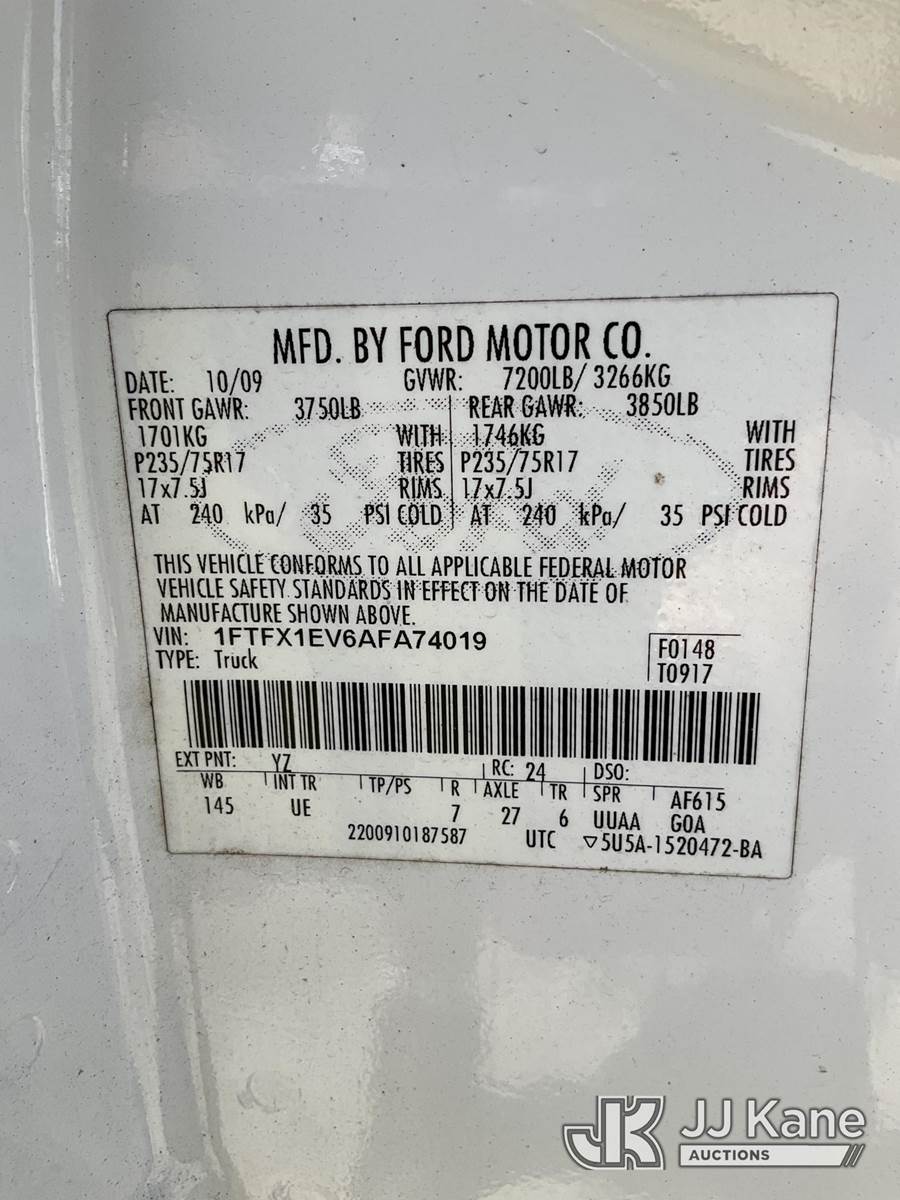 MFD. BY FORD MOTOR CO.
DATE: 10/09 GVWR: 7200LB/ 3266KG
FRONT GAWR: 3750LB REAR GAWR: 3850LB
1701KG WITH 1746KG WITH
P235/75R17 TIRES P235/75R17 TIRES
17x7.5J RIMS 17x7.5J RIMS
AT 240 kPa/ 35 PSI COLD AT 240 kPa/ 35 PSI COLD
THIS VEHICLE CONFORMS TO ALL APPLICABLE FEDERAL MOTOR
VEHICLE SAFETY STANDARDS IN EFFECT ON THE DATE OF
MANUFACTURE SHOWN ABOVE.
VIN: 1FTFX1EV6AFA74019 F0148
TYPE: Truck T0917
EXT PNT: YZ RC: 24 DSO:
WB INT TR TP/PS R AXLE TR SPR AF615
145 UE 7 27 6 UUAA GOA
2200910187587 UTC ▽5U5A-1520472-BA
JK JJ Kane
AUCTIONS